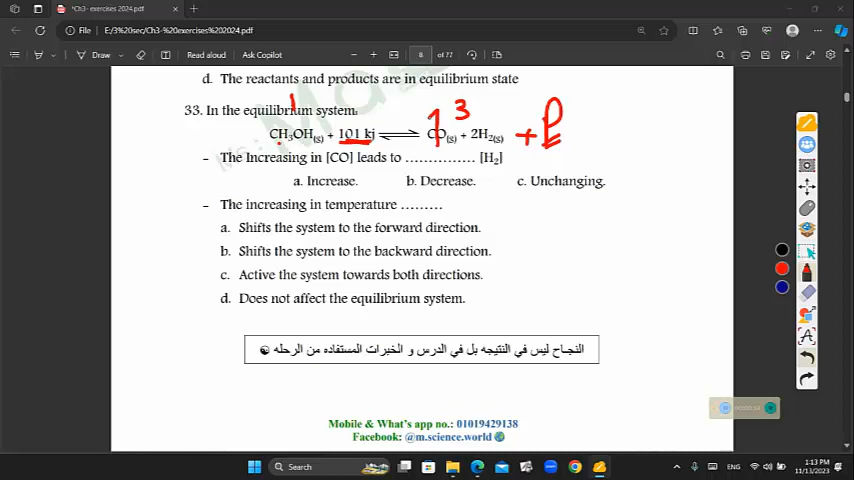 *Ch3- exercises 2024.pdf
File E:/3%20sec/Ch3-%20exercises%202024.pdf
Draw Read aloud Ask Copilot 8 of 77
d. The reactants and products are in equilibrium state
33. In the equilibrium system.
1 3
CH3OH(s) + 101 kj ⇌ CO(s) + 2H2(s) +
- The Increasing in [CO] leads to …………… [H2]
a. Increase. b. Decrease. c. Unchanging.
- The increasing in temperature ………
a. Shifts the system to the forward direction.
b. Shifts the system to the backward direction.
c. Active the system towards both directions.
d. Does not affect the equilibrium system.
النجاح ليس في النتيجه بل في الدرس و الخبرات المستفاده من الرحله
Mobile & What's app no.: 01019429138
Facebook: @m.science.world
Search
ENG
1:13 PM
11/13/2023